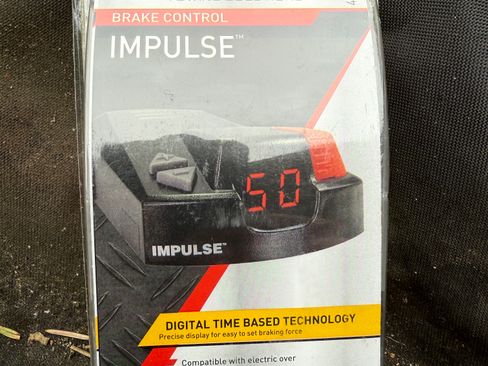 BRAKE CONTROL
IMPULSE™
50
IMPULSE™
DIGITAL TIME BASED TECHNOLOGY
Precise display for easy to set braking force
Compatible with electric over